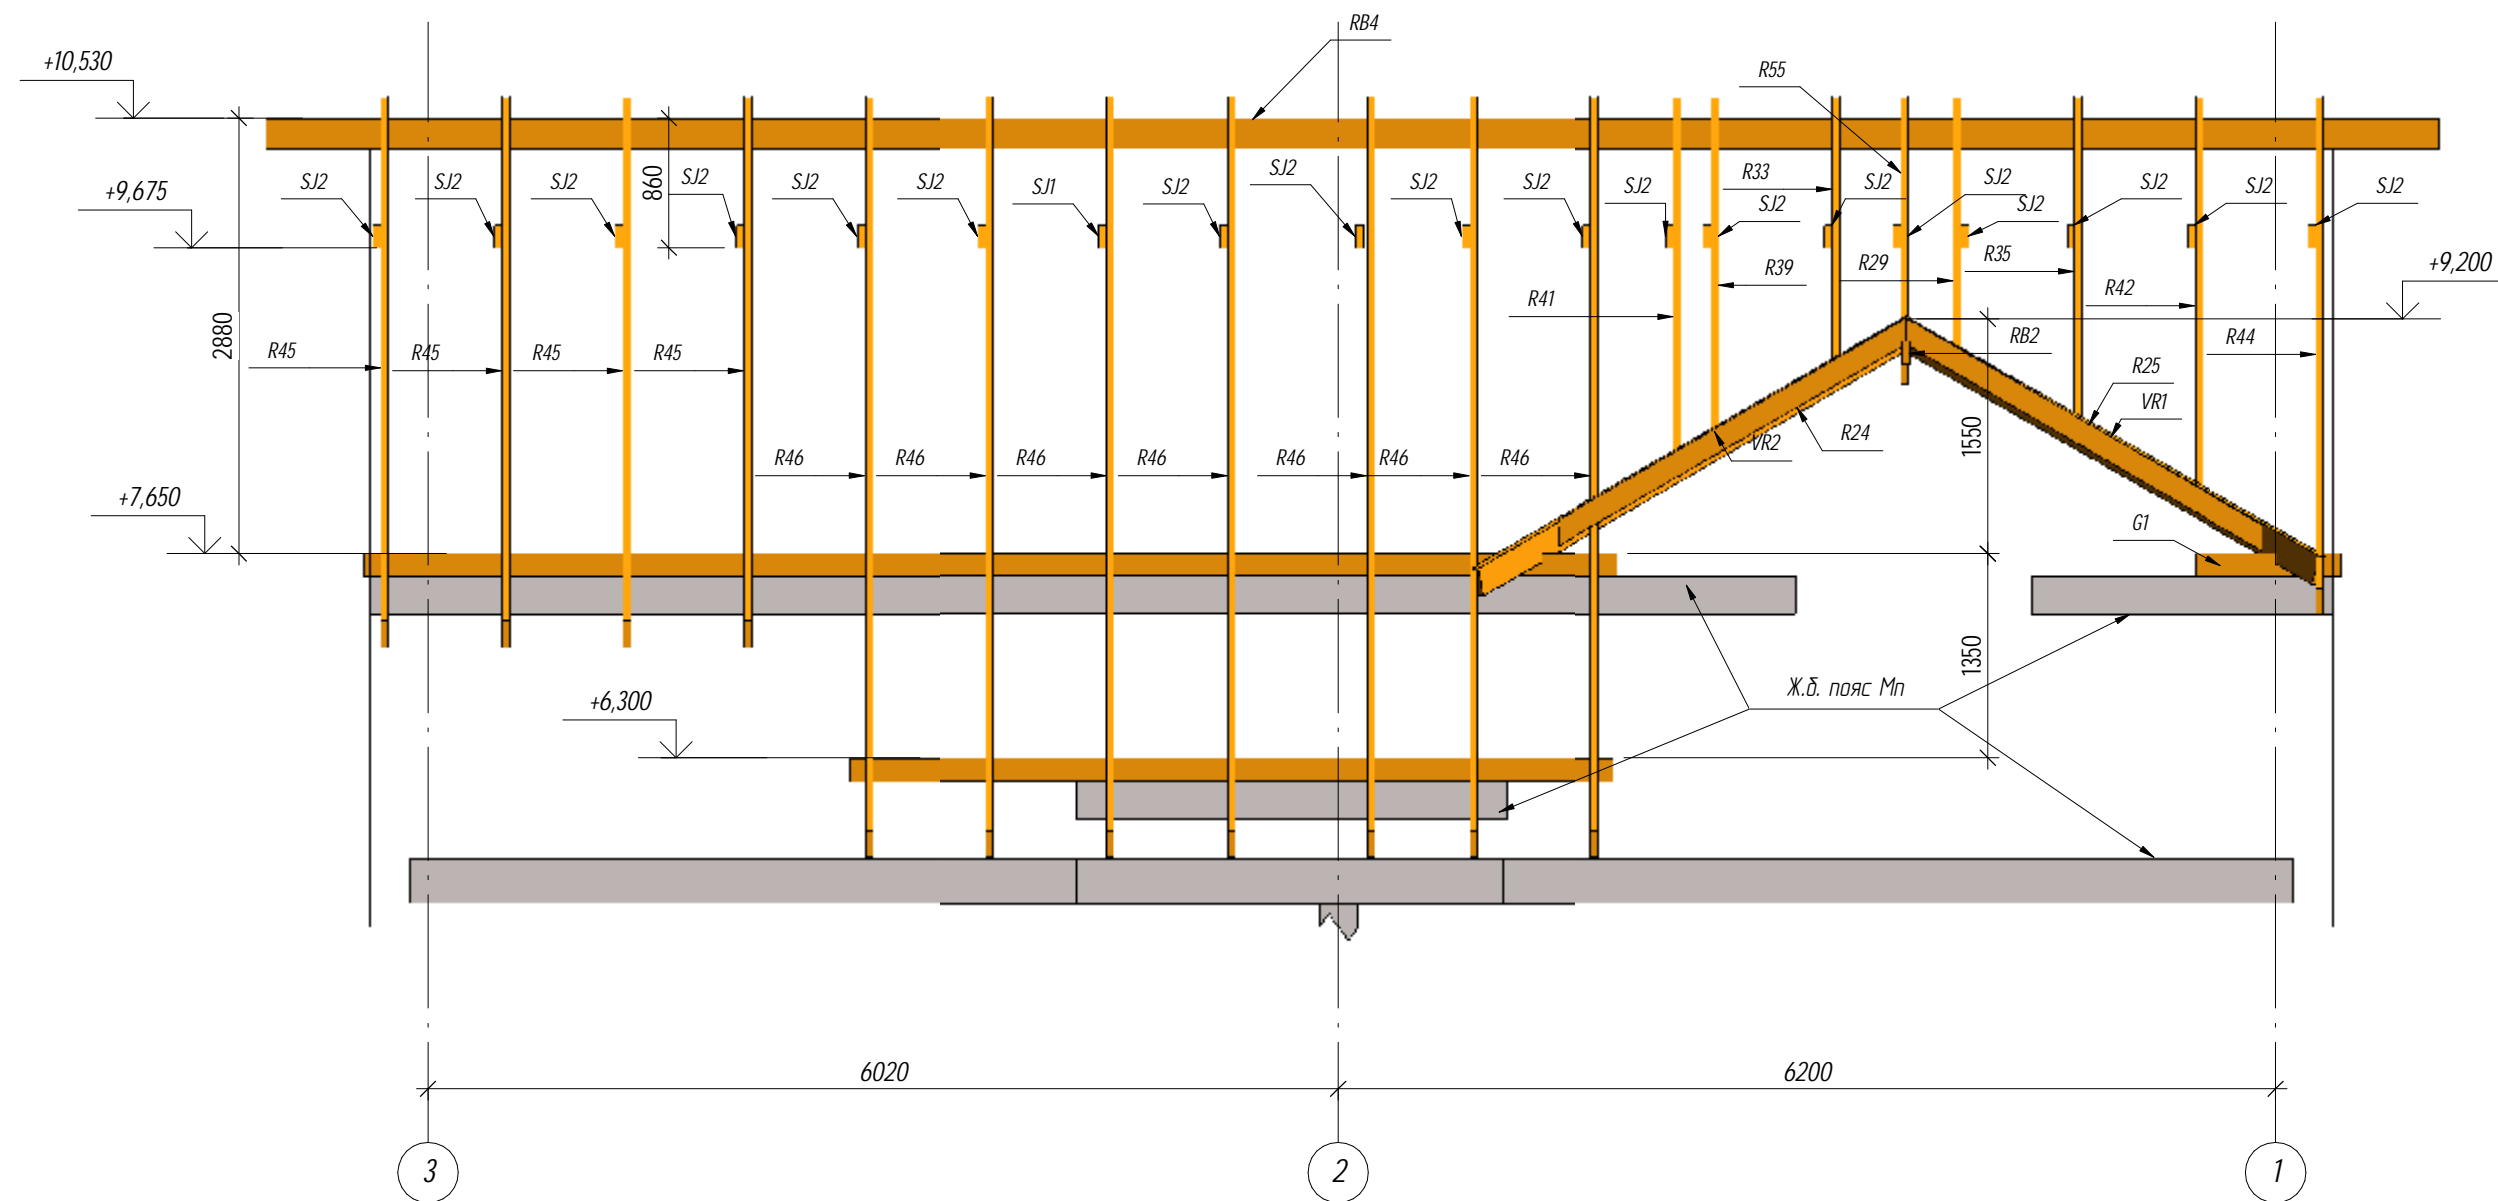 RB4
+10,530
R55
+9,675
SJ2
SJ2
SJ2
860
SJ2
SJ2
SJ2
SJ1
SJ2
SJ2
SJ2
SJ2
SJ2
R33
SJ2
SJ2
SJ2
SJ2
SJ2
SJ2
SJ2
R29
R39
R35
+9,200
R41
R42
2880
R45
R45
R45
R45
RB2
R44
R25
VR1
1550
VR2
R24
R46
R46
R46
R46
R46
R46
R46
+7,650
G1
1350
Ж.б. пояс Мп
+6,300
6020
6200
3
2
1